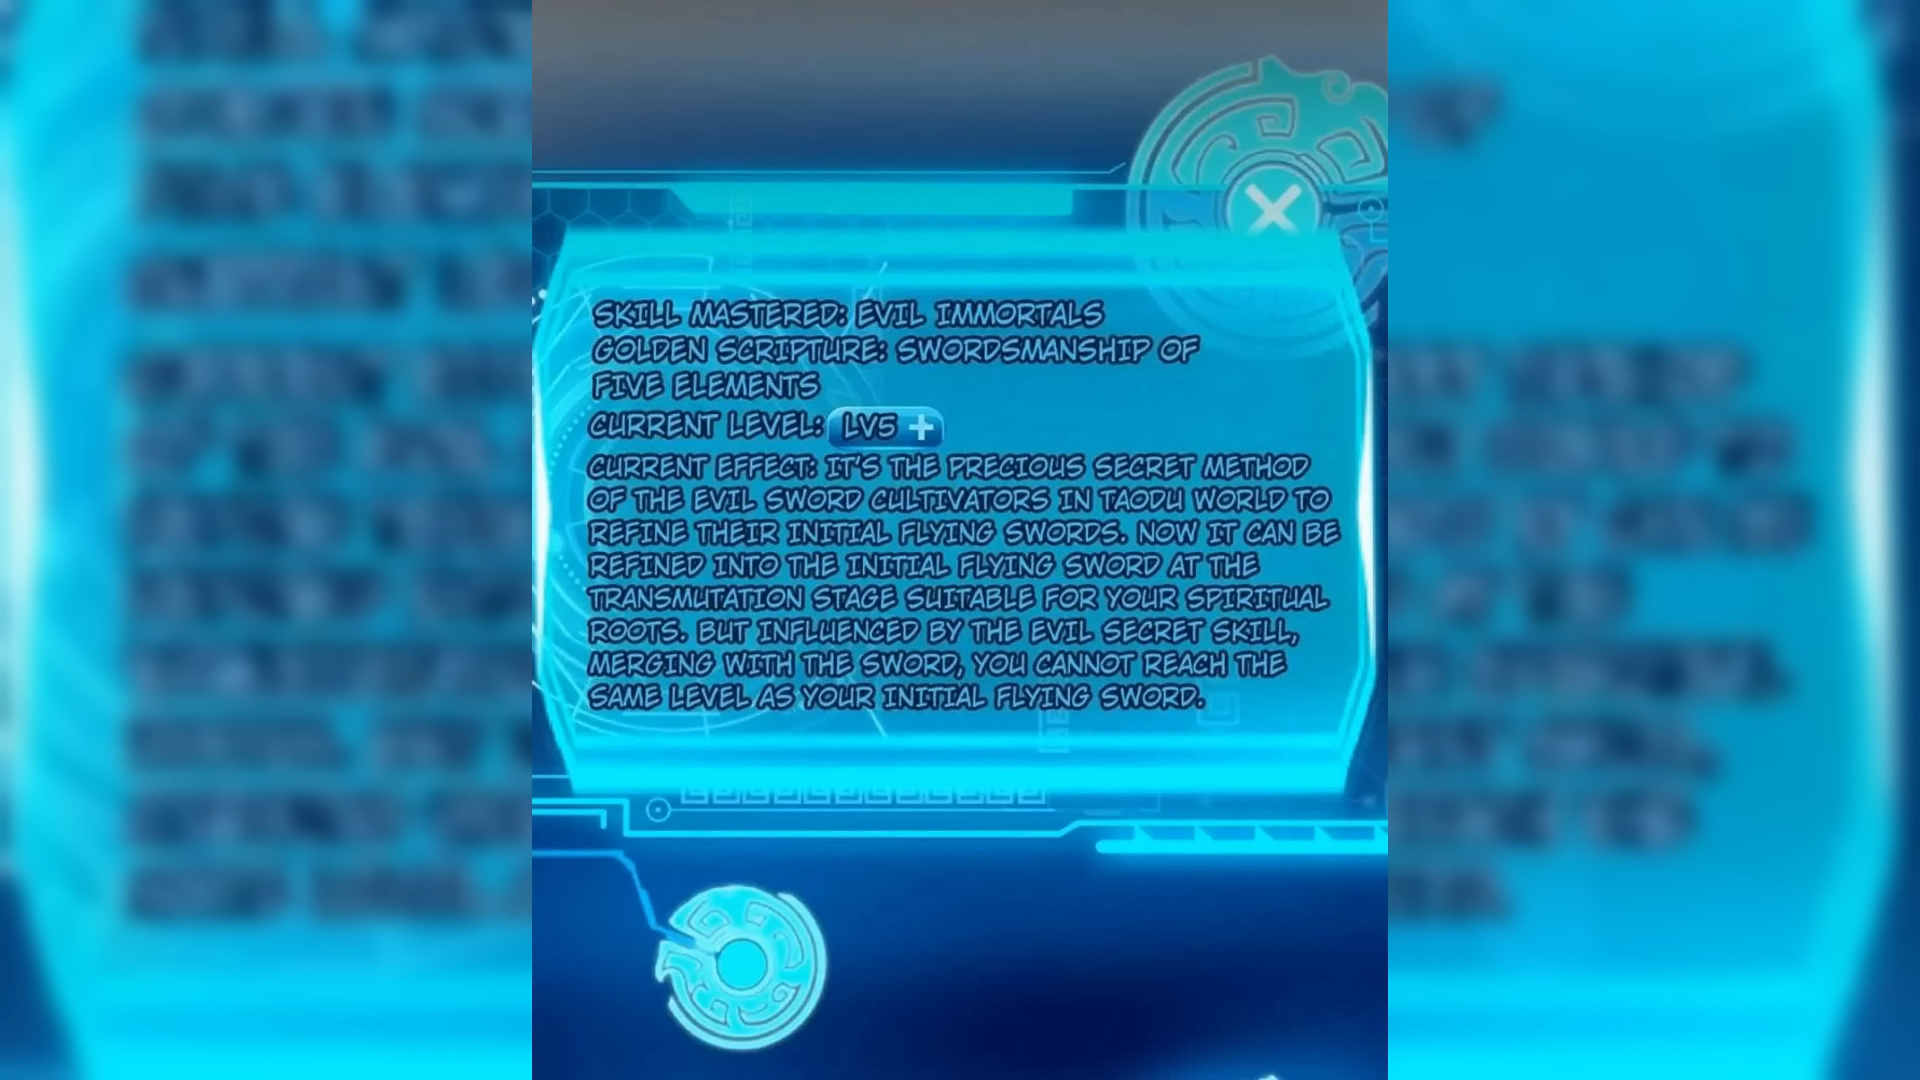 SKILL MASTERED: EVIL IMMORTALS
GOLDEN SCRIPTURE: SWORDSMANSHIP OF
FIVE ELEMENTS
CURRENT LEVEL: LV5 +
CURRENT EFFECT: IT'S THE PRECIOUS SECRET METHOD
OF THE EVIL SWORD CULTIVATORS IN TAODU WORLD TO
REFINE THEIR INITIAL FLYING SWORDS. NOW IT CAN BE
REFINED INTO THE INITIAL FLYING SWORD AT THE
TRANSMUTATION STAGE SUITABLE FOR YOUR SPIRITUAL
ROOTS. BUT INFLUENCED BY THE EVIL SECRET SKILL,
MERGING WITH THE SWORD, YOU CANNOT REACH THE
SAME LEVEL AS YOUR INITIAL FLYING SWORD.